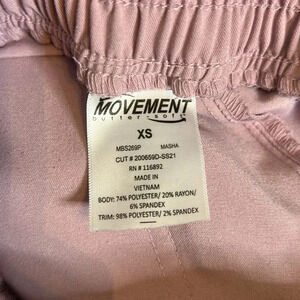 MOVEMENT
butter-soft
XS
MBS269P MASHA
CUT # 200659D-SS21
RN # 116892
MADE IN
VIETNAM
BODY: 74% POLYESTER/ 20% RAYON/
6% SPANDEX
TRIM: 98% POLYESTER/ 2% SPANDEX